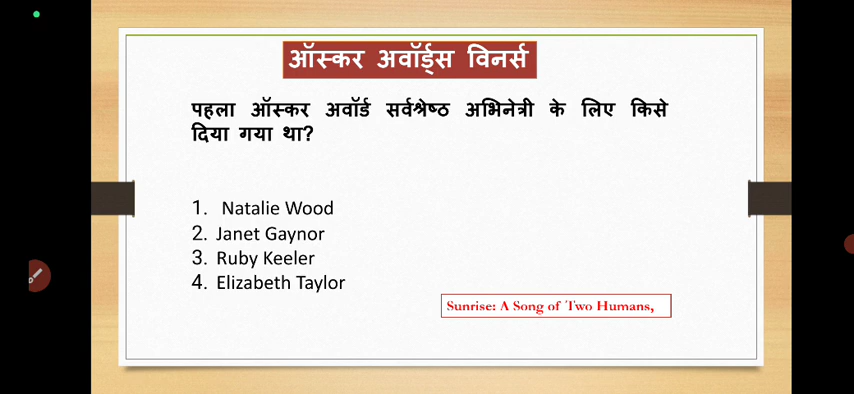 ऑस्कर अवॉर्ड्स विनर्स
पहला ऑस्कर अवॉर्ड सर्वश्रेष्ठ अभिनेत्री के लिए किसे
दिया गया था?
1. Natalie Wood
2. Janet Gaynor
3. Ruby Keeler
4. Elizabeth Taylor
Sunrise: A Song of Two Humans,